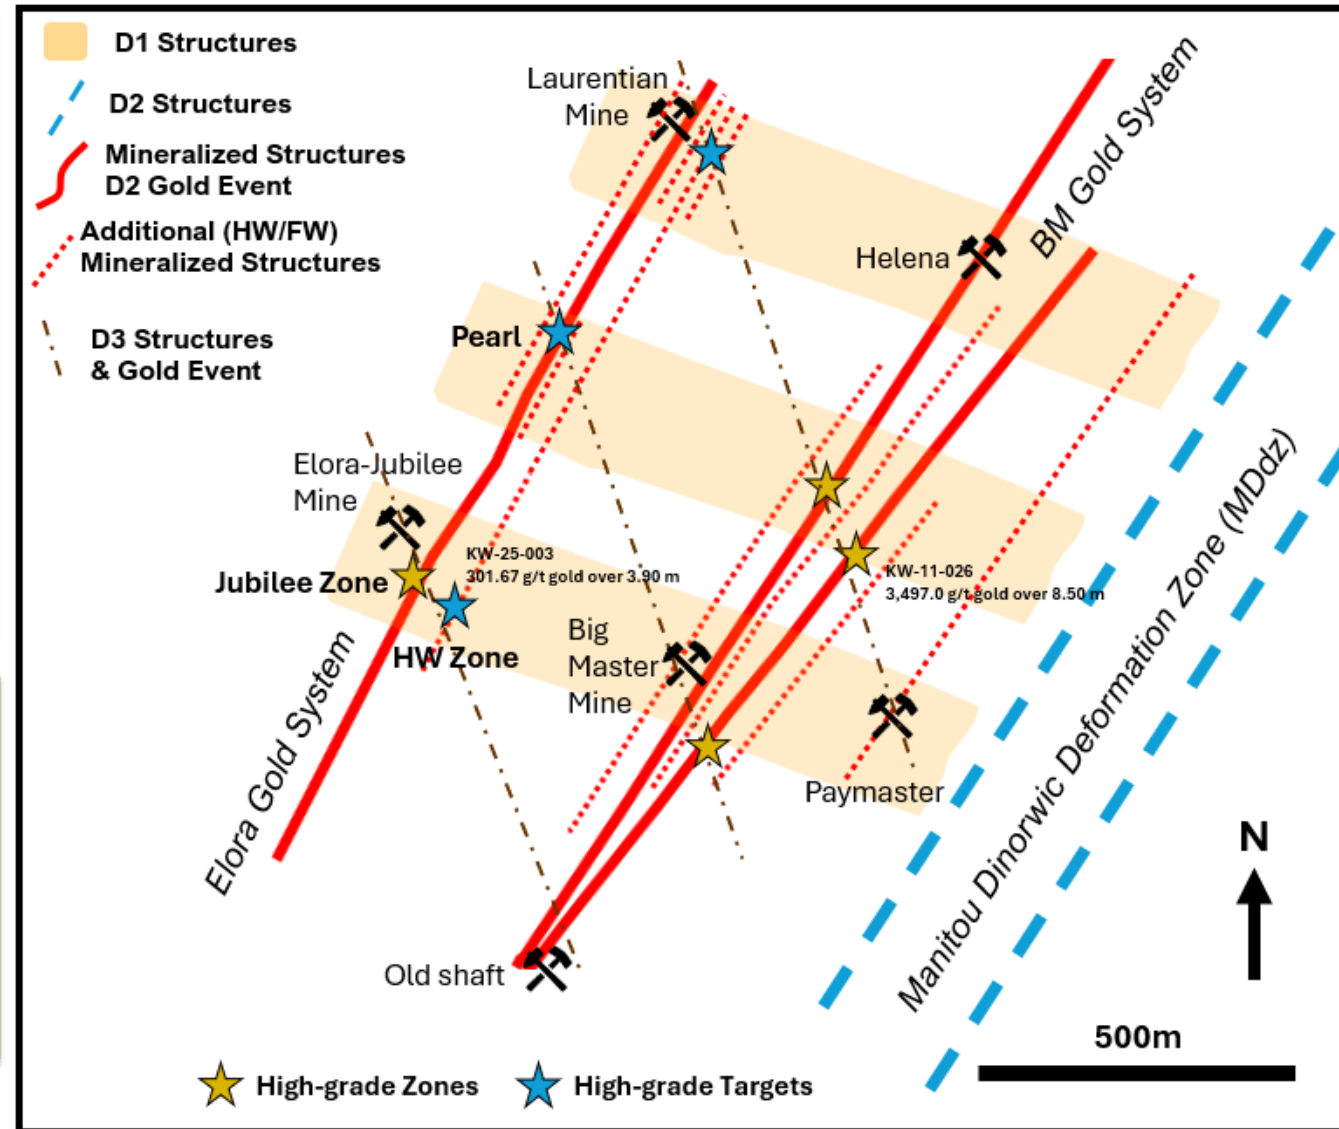 D1 Structures
D2 Structures
Mineralized Structures
D2 Gold Event
Additional (HW/FW)
Mineralized Structures
D3 Structures
& Gold Event
Laurentian
Mine
BM Gold System
Helena
Pearl
Elora-Jubilee
Mine
KW-25-003
301.67 g/t gold over 3.90 m
Jubilee Zone
HW Zone
KW-11-026
3,497.0 g/t gold over 8.50 m
Big
Master
Mine
Elora Gold System
Paymaster
Manitou Dinorwic Deformation Zone (MDdz)
Old shaft
N
500m
High-grade Zones
High-grade Targets